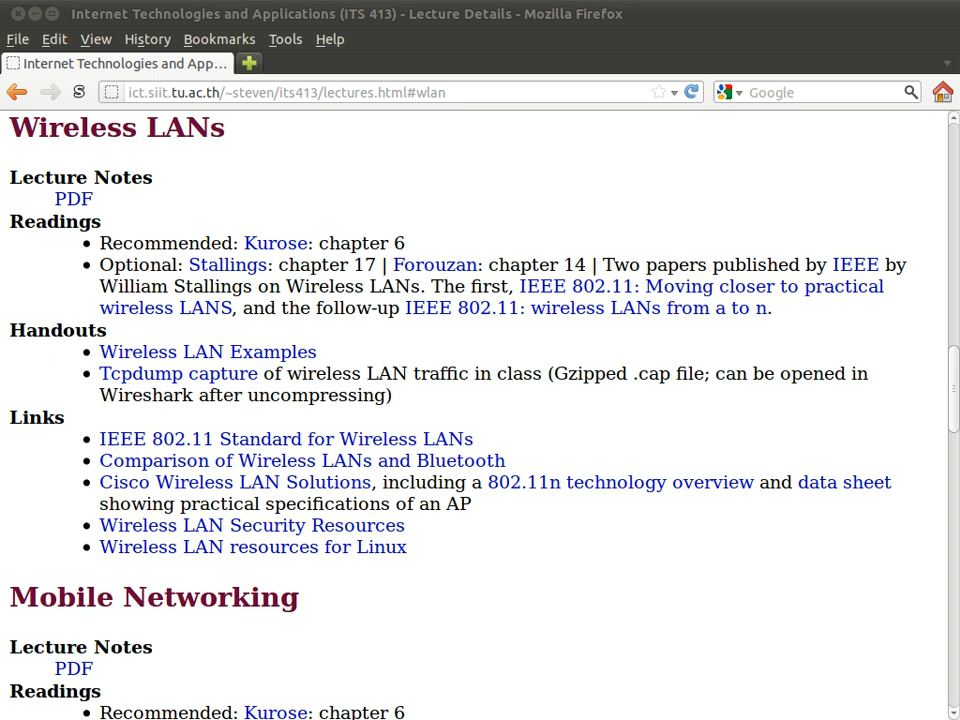 Internet Technologies and Applications (ITS 413) - Lecture Details - Mozilla Firefox
File Edit View History Bookmarks Tools Help
Internet Technologies and App...
S ict.siit.tu.ac.th/~steven/its413/lectures.html#wlan Google
Wireless LANs
Lecture Notes
PDF
Readings
• Recommended: Kurose: chapter 6
• Optional: Stallings: chapter 17 | Forouzan: chapter 14 | Two papers published by IEEE by
William Stallings on Wireless LANs. The first, IEEE 802.11: Moving closer to practical
wireless LANS, and the follow-up IEEE 802.11: wireless LANs from a to n.
Handouts
• Wireless LAN Examples
• Tcpdump capture of wireless LAN traffic in class (Gzipped .cap file; can be opened in
Wireshark after uncompressing)
Links
• IEEE 802.11 Standard for Wireless LANs
• Comparison of Wireless LANs and Bluetooth
• Cisco Wireless LAN Solutions, including a 802.11n technology overview and data sheet
showing practical specifications of an AP
• Wireless LAN Security Resources
• Wireless LAN resources for Linux
Mobile Networking
Lecture Notes
PDF
Readings
• Recommended: Kurose: chapter 6